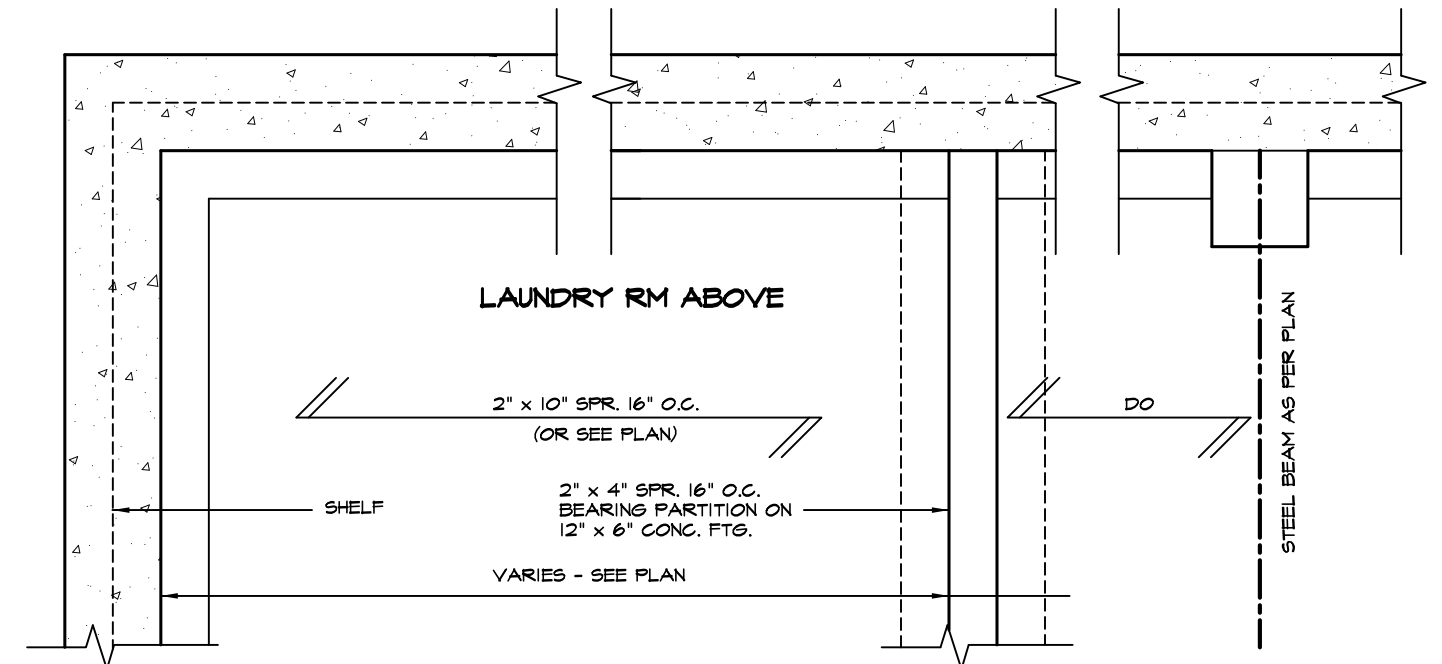 LAUNDRY RM ABOVE
2" x 10" SPR. 16" O.C.
(OR SEE PLAN)
DO
STEEL BEAM AS PER PLAN
SHELF
2" x 4" SPR. 16" O.C.
BEARING PARTITION ON
12" x 6" CONC. FTG.
VARIES - SEE PLAN